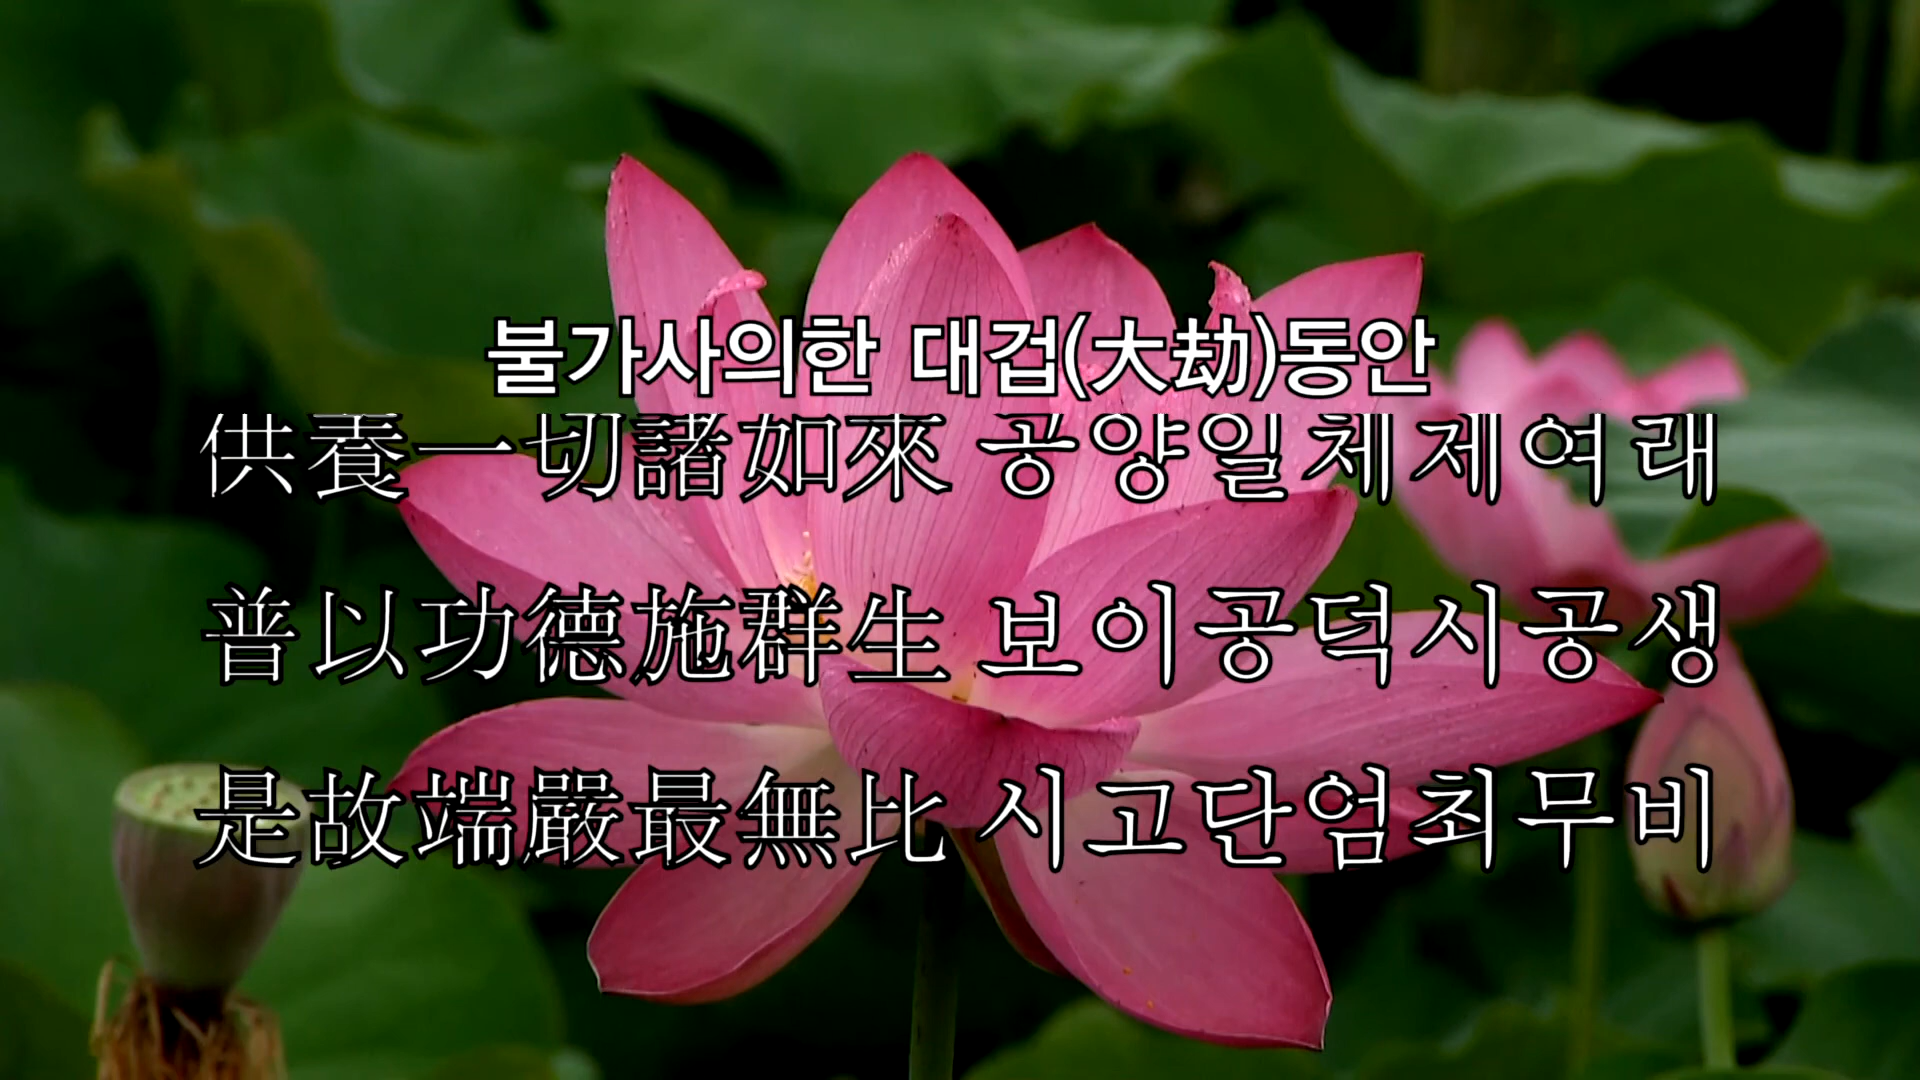 불가사의한 대겁(大劫)동안
供養一切諸如來 공양일체제여래
普以功德施群生 보이공덕시공생
是故端嚴最無比 시고단엄최무비